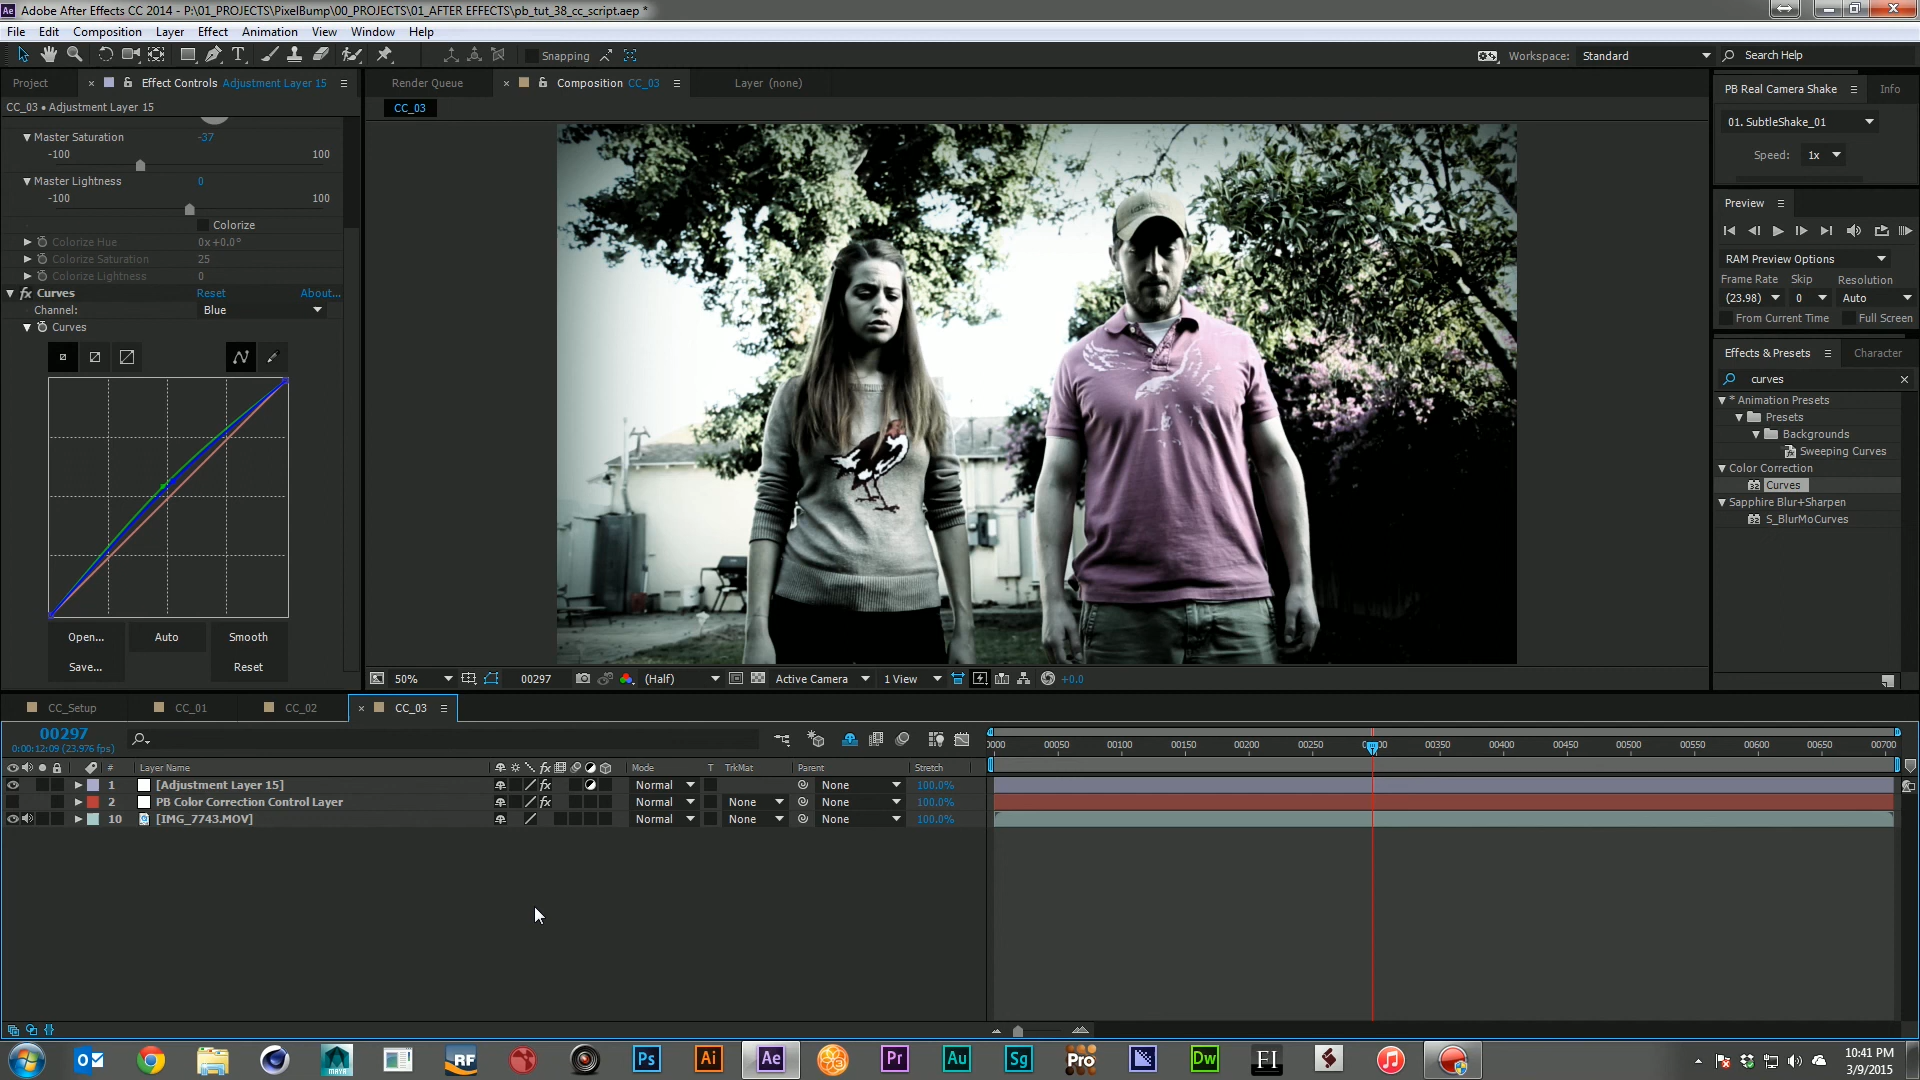 Adobe After Effects CC 2014 - P:\01_PROJECTS\PixelBump\00_PROJECTS\01_AFTER EFFECTS\pb_tut_38_cc_script.aep *
File Edit Composition Layer Effect Animation View Window Help
Snapping Workspace: Standard Search Help
Project Effect Controls Adjustment Layer 15
CC_03 • Adjustment Layer 15
Master Saturation -37
-100 100
Master Lightness 0
-100 100
Colorize
Colorize Hue 0x+0.0°
Colorize Saturation 25
Colorize Lightness 0
fx Curves Reset About...
Channel: Blue
Curves
Open... Auto Smooth
Save... Reset
Render Queue Composition CC_03 Layer (none)
CC_03
50% 00297 (Half) Active Camera 1 View +0.0
PB Real Camera Shake Info
01. SubtleShake_01
Speed: 1x
Preview
RAM Preview Options
Frame Rate Skip Resolution
(23.98) 0 Auto
From Current Time Full Screen
Effects & Presets Character
curves
* Animation Presets
Presets
Backgrounds
Sweeping Curves
Color Correction
Curves
Sapphire Blur+Sharpen
S_BlurMoCurves
CC_Setup CC_01 CC_02 CC_03
00297
0:00:12:09 (23.976 fps)
0000 00050 00100 00150 00200 00250 00350 00400 00450 00500 00550 00600 00650 00700
# Layer Name fx Mode T TrkMat Parent Stretch
1 [Adjustment Layer 15] fx Normal None 100.0%
2 PB Color Correction Control Layer fx Normal None None 100.0%
10 [IMG_7743.MOV] Normal None None 100.0%
MAYA RF Ps Ai Ae Pr Au Sg Pro Dw FI
10:41 PM
3/9/2015